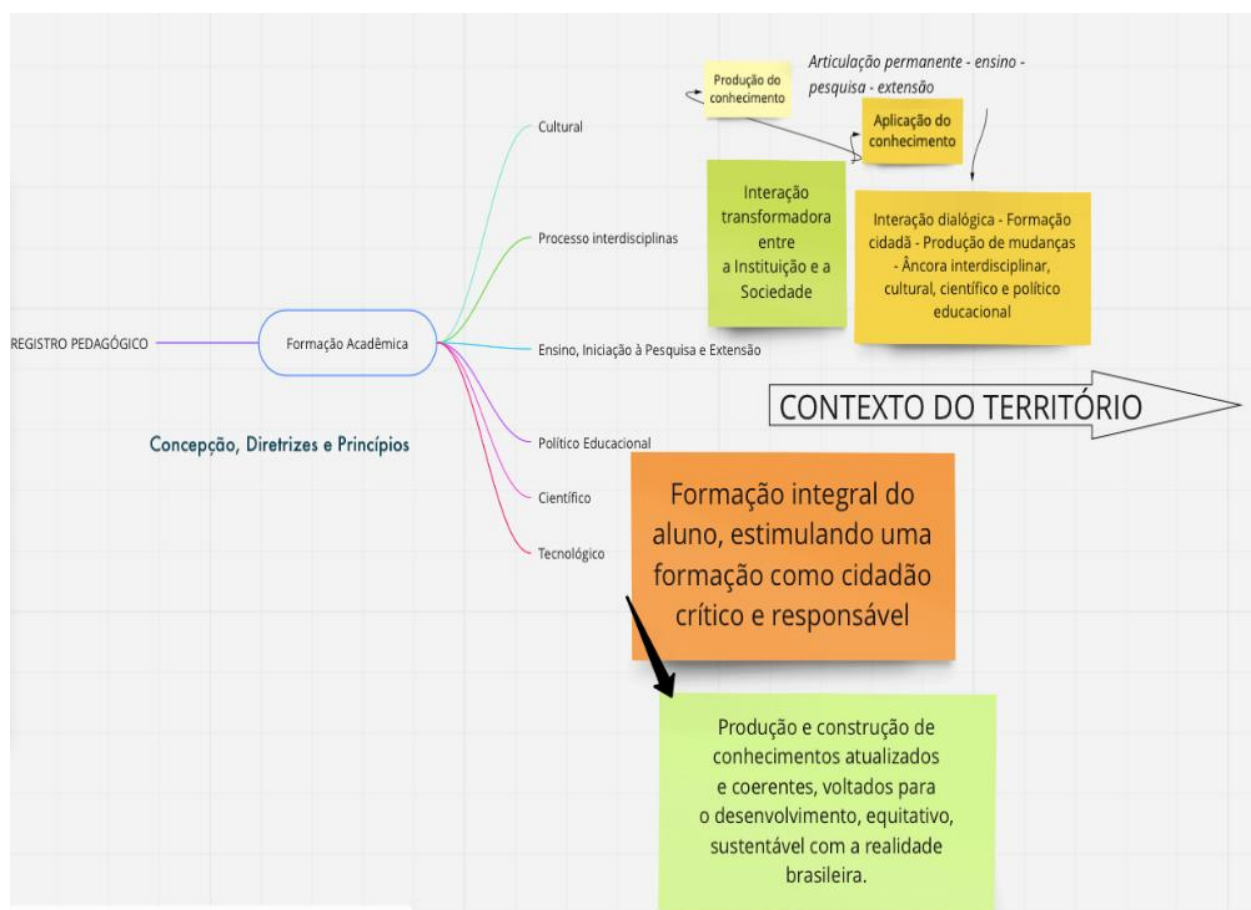 REGISTRO PEDAGÓGICO
Formação Acadêmica
Concepção, Diretrizes e Princípios
Cultural
Processo interdisciplinas
Ensino, Iniciação à Pesquisa e Extensão
Político Educacional
Científico
Tecnológico
Produção do
conhecimento
Articulação permanente - ensino -
pesquisa - extensão
Aplicação do
conhecimento
Interação
transformadora
entre
a Instituição e a
Sociedade
Interação dialógica - Formação
cidadã - Produção de mudanças
- Âncora interdisciplinar,
cultural, científico e político
educacional
CONTEXTO DO TERRITÓRIO
Formação integral do
aluno, estimulando uma
formação como cidadão
crítico e responsável
Produção e construção de
conhecimentos atualizados
e coerentes, voltados para
o desenvolvimento, equitativo,
sustentável com a realidade
brasileira.